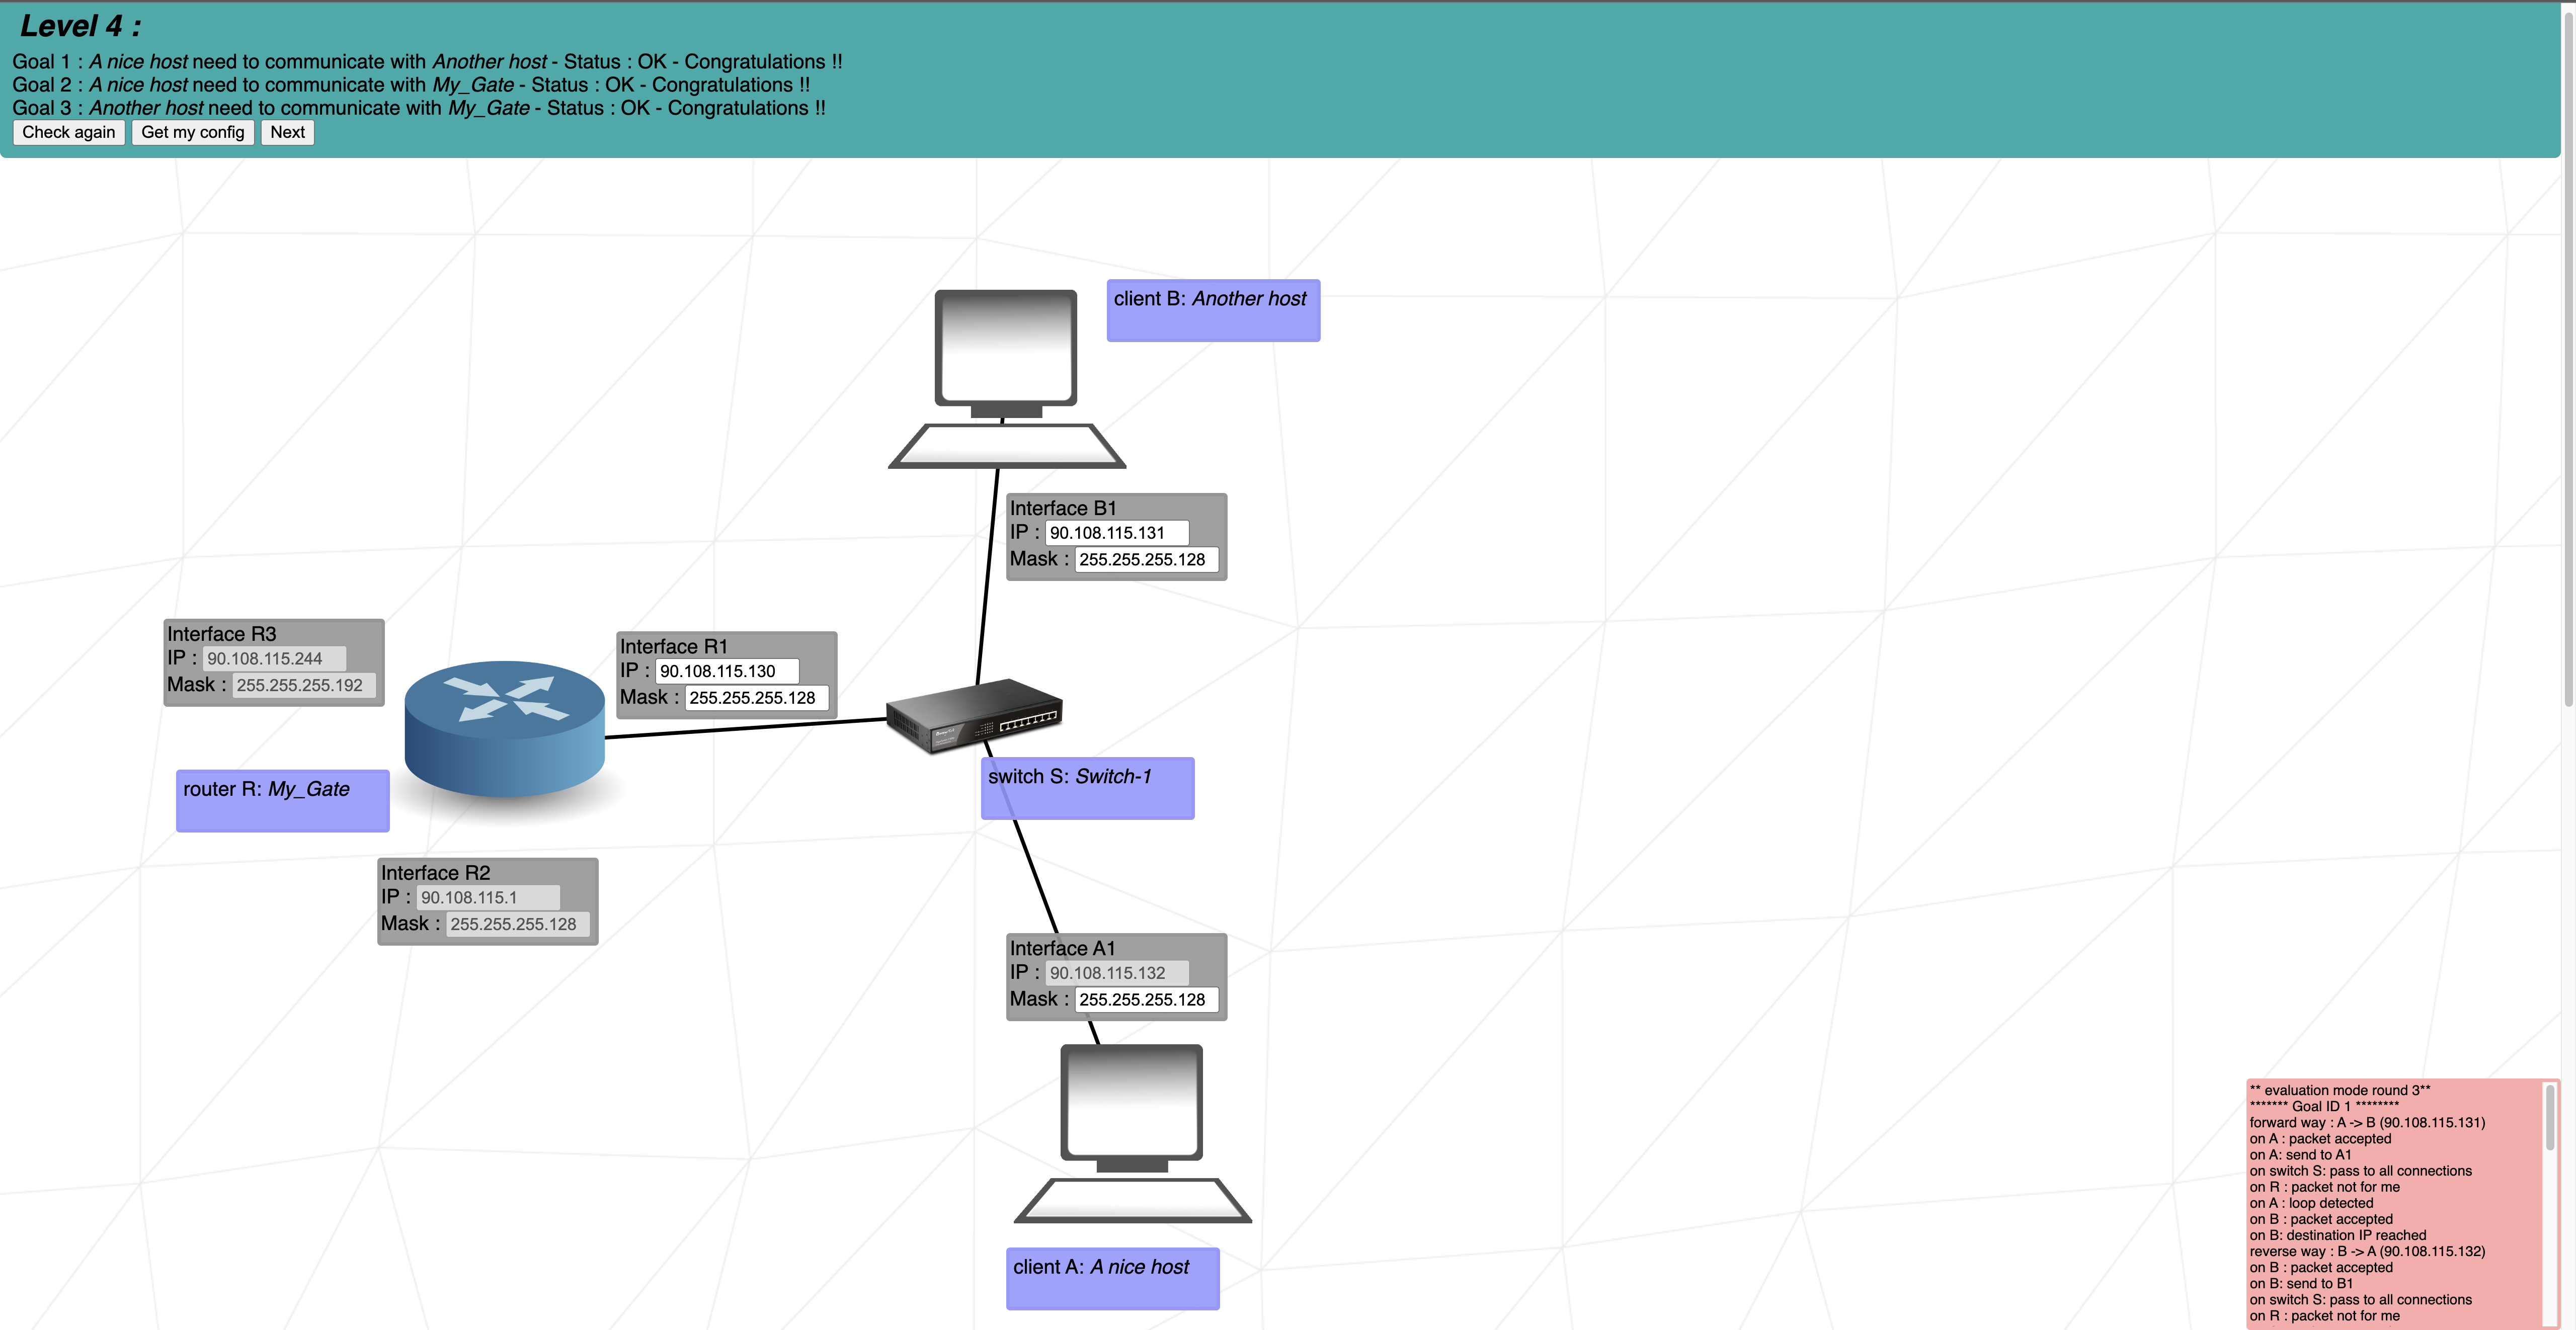 Level 4 :
Goal 1 : A nice host need to communicate with Another host - Status : OK - Congratulations !!
Goal 2 : A nice host need to communicate with My_Gate - Status : OK - Congratulations !!
Goal 3 : Another host need to communicate with My_Gate - Status : OK - Congratulations !!
Check again Get my config Next
client B: Another host
Interface B1
IP : 90.108.115.131
Mask : 255.255.255.128
Interface R3
IP : 90.108.115.244
Mask : 255.255.255.192
Interface R1
IP : 90.108.115.130
Mask : 255.255.255.128
switch S: Switch-1
router R: My_Gate
Interface R2
IP : 90.108.115.1
Mask : 255.255.255.128
Interface A1
IP : 90.108.115.132
Mask : 255.255.255.128
client A: A nice host
** evaluation mode round 3**
******* Goal ID 1 ********
forward way : A -> B (90.108.115.131)
on A : packet accepted
on A: send to A1
on switch S: pass to all connections
on R : packet not for me
on A : loop detected
on B : packet accepted
on B: destination IP reached
reverse way : B -> A (90.108.115.132)
on B : packet accepted
on B: send to B1
on switch S: pass to all connections
on R : packet not for me